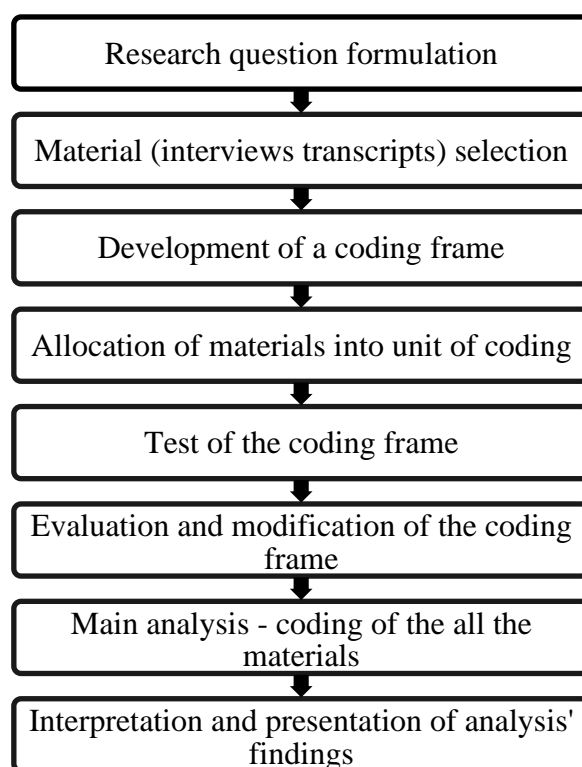 Research question formulation
Material (interviews transcripts) selection
Development of a coding frame
Allocation of materials into unit of coding
Test of the coding frame
Evaluation and modification of the coding
frame
Main analysis - coding of the all the
materials
Interpretation and presentation of analysis'
findings